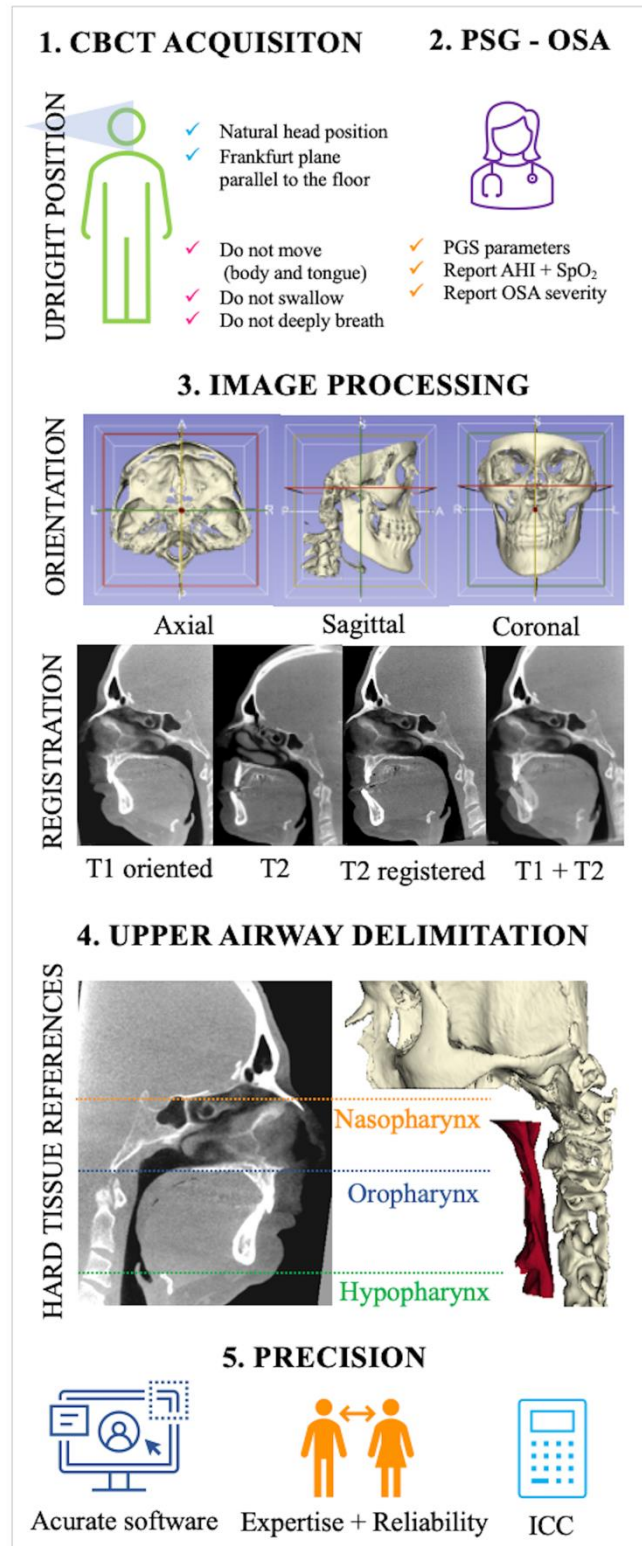 1. CBCT ACQUISITON
2. PSG - OSA
UPRIGHT POSITION
Natural head position
Frankfurt plane
parallel to the floor
Do not move
(body and tongue)
Do not swallow
Do not deeply breath
PGS parameters
Report AHI + SpO₂
Report OSA severity
3. IMAGE PROCESSING
ORIENTATION
A
L
R
S
P
A
S
R
L
Axial
Sagittal
Coronal
REGISTRATION
T1 oriented
T2
T2 registered
T1 + T2
4. UPPER AIRWAY DELIMITATION
HARD TISSUE REFERENCES
Nasopharynx
Oropharynx
Hypopharynx
5. PRECISION
Acurate software
Expertise + Reliability
ICC